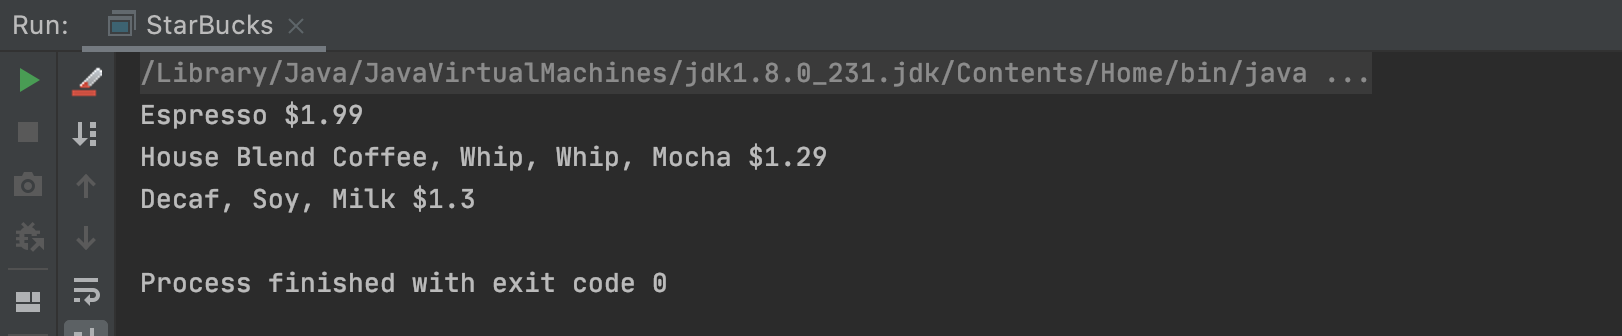 Run: StarBucks
/Library/Java/JavaVirtualMachines/jdk1.8.0_231.jdk/Contents/Home/bin/java ...
Espresso $1.99
House Blend Coffee, Whip, Whip, Mocha $1.29
Decaf, Soy, Milk $1.3
Process finished with exit code 0